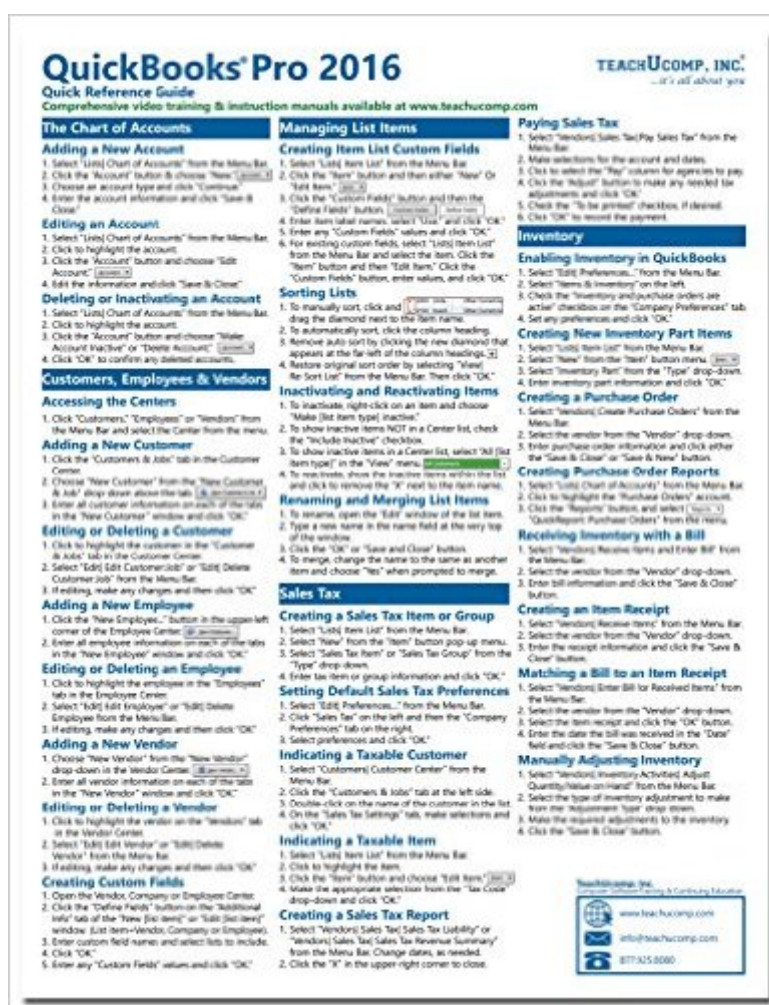 QuickBooks® Pro 2016
Quick Reference Guide
Comprehensive video training & instruction manuals available at www.teachucomp.com
TEACHUCOMP, INC.®
...it's all about you
The Chart of Accounts
Adding a New Account
1. Select "Lists| Chart of Accounts" from the Menu Bar.
2. Click the "Account" button & choose "New."
3. Choose an account type and click "Continue."
4. Enter the account information and click "Save &
Close."
Editing an Account
1. Select "Lists| Chart of Accounts" from the Menu Bar.
2. Click to highlight the account.
3. Click the "Account" button and choose "Edit
Account."
4. Edit the information and click "Save & Close."
Deleting or Inactivating an Account
1. Select "Lists| Chart of Accounts" from the Menu Bar.
2. Click to highlight the account.
3. Click the "Account" button and choose "Make
Account Inactive" or "Delete Account."
4. Click "OK" to confirm any deleted accounts.
Customers, Employees & Vendors
Accessing the Centers
1. Click "Customers," "Employees" or "Vendors" from
the Menu Bar and select the Center from the menu.
Adding a New Customer
1. Click the "Customers & Jobs" tab in the Customer
Center.
2. Choose "New Customer" from the "New Customer
& Job" drop-down above the tab.
3. Enter all customer information on each of the tabs
in the "New Customer" window and click "OK."
Editing or Deleting a Customer
1. Click to highlight the customer in the "Customer
& Jobs" tab in the Customer Center.
2. Select "Edit| Edit Customer:Job" or "Edit| Delete
Customer:Job" from the Menu Bar.
3. If editing, make any changes and then click "OK."
Adding a New Employee
1. Click the "New Employee..." button in the upper-left
corner of the Employee Center.
2. Enter all employee information on each of the tabs
in the "New Employee" window and click "OK."
Editing or Deleting an Employee
1. Click to highlight the employee in the "Employees"
tab in the Employee Center.
2. Select "Edit| Edit Employee" or "Edit| Delete
Employee from the Menu Bar.
3. If editing, make any changes and then click "OK."
Adding a New Vendor
1. Choose "New Vendor" from the "New Vendor"
drop-down in the Vendor Center.
2. Enter all vendor information on each of the tabs
in the "New Vendor" window and click "OK."
Editing or Deleting a Vendor
1. Click to highlight the vendor on the "Vendors" tab
in the Vendor Center.
2. Select "Edit| Edit Vendor" or "Edit| Delete
Vendor" from the Menu Bar.
3. If editing, make any changes and then click "OK."
Creating Custom Fields
1. Open the Vendor, Company or Employee Center.
2. Click the "Define Fields" button on the "Additional
Info" tab of the "New [list item]" or "Edit [list item]"
window. (List item=Vendor, Company or Employee).
3. Enter custom field names and select lists to include.
4. Click "OK."
5. Enter any "Custom Fields" values and click "OK."
Managing List Items
Creating Item List Custom Fields
1. Select "Lists| Item List" from the Menu Bar.
2. Click the "Item" button and then either "New" Or
"Edit Item."
3. Click the "Custom Fields" button and then the
"Define Fields" button.
4. Enter item label names, select "Use," and click "OK."
5. Enter any "Custom Fields" values and click "OK."
6. For existing custom fields, select "Lists| Item List"
from the Menu Bar and select the item. Click the
"Item" button and then "Edit Item." Click the
"Custom Fields" button, enter values, and click "OK."
Sorting Lists
1. To manually sort, click and
drag the diamond next to the item name.
2. To automatically sort, click the column heading.
3. Remove auto sort by clicking the new diamond that
appears at the far-left of the column headings.
4. Restore original sort order by selecting "View|
Re-Sort List" from the Menu Bar. Then click "OK."
Inactivating and Reactivating Items
1. To inactivate, right-click on an item and choose
"Make [list item type] inactive."
2. To show inactive items NOT in a Center list, check
the "Include Inactive" checkbox.
3. To show inactive items in a Center list, select "All [list
item type]" in the "View" menu.
4. To reactivate, show the inactive items within the list
and click to remove the "X" next to the item name.
Renaming and Merging List Items
1. To rename, open the "Edit" window of the list item.
2. Type a new name in the name field at the very top
of the window.
3. Click the "OK" or "Save and Close" button.
4. To merge, change the name to the same as another
item and choose "Yes" when prompted to merge.
Sales Tax
Creating a Sales Tax Item or Group
1. Select "Lists| Item List" from the Menu Bar.
2. Select "New" from the "Item" button pop-up menu.
3. Select "Sales Tax Item" or "Sales Tax Group" from the
"Type" drop down.
4. Enter tax item or group information and click "OK."
Setting Default Sales Tax Preferences
1. Select "Edit| Preferences..." from the Menu Bar.
2. Click "Sales Tax" on the left and then the "Company
Preferences" tab on the right.
3. Select preferences and click "OK."
Indicating a Taxable Customer
1. Select "Customers| Customer Center" from the
Menu Bar.
2. Click the "Customers & Jobs" tab at the left side.
3. Double-click on the name of the customer in the list.
4. On the "Sales Tax Settings" tab, make selections and
click "OK."
Indicating a Taxable Item
1. Select "Lists| Item List" from the Menu Bar.
2. Click to highlight the item.
3. Click the "Item" button and choose "Edit Item."
4. Make the appropriate selection from the "Tax Code"
drop-down and click "OK."
Creating a Sales Tax Report
1. Select "Vendors| Sales Tax| Sales Tax Liability" or
"Vendors| Sales Tax| Sales Tax Revenue Summary"
from the Menu Bar. Change dates, as needed.
2. Click the "X" in the upper-right corner to close.
Paying Sales Tax
1. Select "Vendors| Sales Tax| Pay Sales Tax" from the
Menu Bar.
2. Make selections for the account and dates.
3. Click to select the "Pay" column for agencies to pay.
4. Click the "Adjust" button to make any needed tax
adjustments and click "OK."
5. Check the "To be printed" checkbox, if desired.
6. Click "OK" to record the payment.
Inventory
Enabling Inventory in QuickBooks
1. Select "Edit| Preferences..." from the Menu Bar.
2. Select "Items & Inventory" on the left.
3. Check the "Inventory and purchase orders are
active" checkbox on the "Company Preferences" tab.
4. Set any preferences and click "OK."
Creating New Inventory Part Items
1. Select "Lists| Item List" from the Menu Bar.
2. Select "New" from the "Item" button menu.
3. Select "Inventory Part" from the "Type" drop-down.
4. Enter inventory part information and click "OK."
Creating a Purchase Order
1. Select "Vendors| Create Purchase Orders" from the
Menu Bar.
2. Select the vendor from the "Vendor" drop-down.
3. Enter purchase order information and click either
the "Save & Close" or "Save & New" button.
Creating Purchase Order Reports
1. Select "Lists| Chart of Accounts" from the Menu Bar.
2. Click to highlight the "Purchase Orders" account.
3. Click the "Reports" button, and select
"QuickReport: Purchase Orders" from the menu.
Receiving Inventory with a Bill
1. Select "Vendors| Receive Items and Enter Bill" from
the Menu Bar.
2. Select the vendor from the "Vendor" drop-down.
3. Enter bill information and click the "Save & Close"
button.
Creating an Item Receipt
1. Select "Vendors| Receive Items" from the Menu Bar.
2. Select the vendor from the "Vendor" drop-down.
3. Enter the receipt information and click the "Save &
Close" button.
Matching a Bill to an Item Receipt
1. Select "Vendors| Enter Bill for Received Items" from
the Menu Bar.
2. Select the vendor from the "Vendor" drop-down.
3. Select the item receipt and click the "OK" button.
4. Enter the date the bill was received in the "Date"
field and click the "Save & Close" button.
Manually Adjusting Inventory
1. Select "Vendors| Inventory Activities| Adjust
Quantity/Value on Hand" from the Menu Bar.
2. Select the type of inventory adjustment to make
from the "Adjustment Type" drop down.
3. Make the required adjustments to the inventory.
4. Click the "Save & Close" button.
TeachUcomp, Inc.
Computer Software Training & Continuing Education
www.teachucomp.com
info@teachucomp.com
877.925.8080